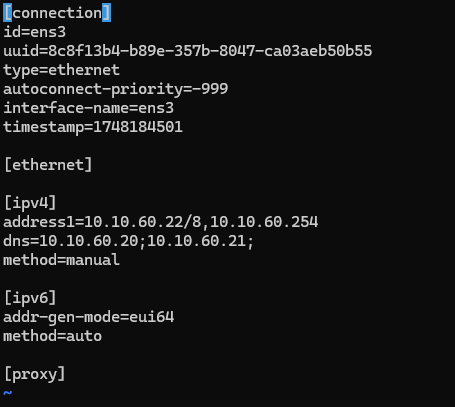 [connection]
id=ens3
uuid=8c8f13b4-b89e-357b-8047-ca03aeb50b55
type=ethernet
autoconnect-priority=-999
interface-name=ens3
timestamp=1748184501

[ethernet]

[ipv4]
address1=10.10.60.22/8,10.10.60.254
dns=10.10.60.20;10.10.60.21;
method=manual

[ipv6]
addr-gen-mode=eui64
method=auto

[proxy]
~